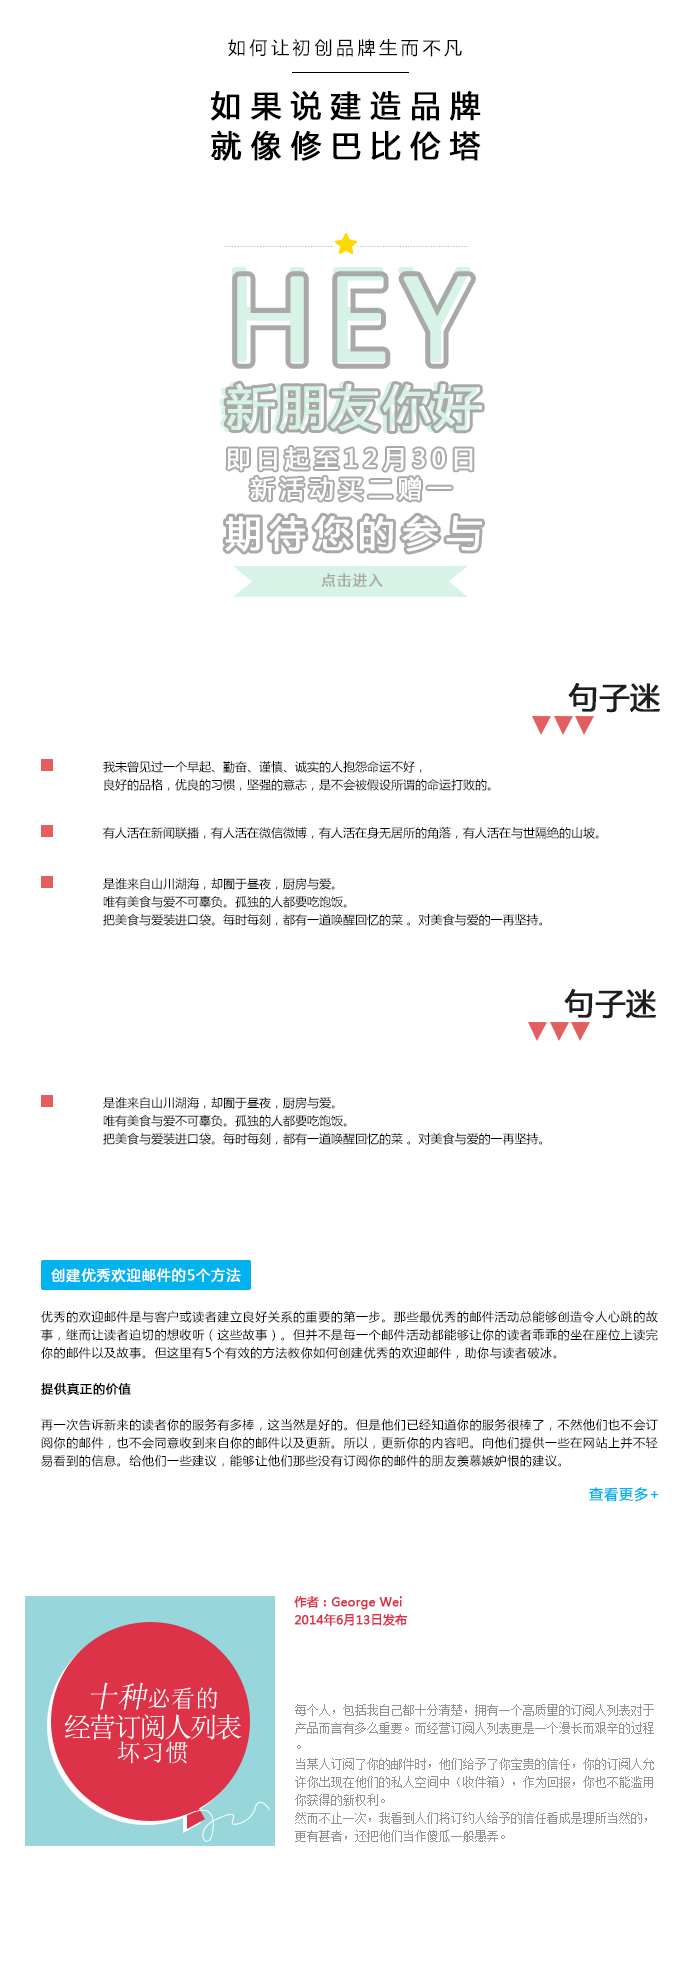 如何让初创品牌生而不凡
如果说建造品牌
就像修巴比伦塔
HEY
新朋友你好
即日起至12月30日
新活动买二赠一
期待您的参与
点击进入
句子迷
我未曾见过一个早起、勤奋、谨慎、诚实的人抱怨命运不好，
良好的品格，优良的习惯，坚强的意志，是不会被假设所谓的命运打败的。
有人活在新闻联播，有人活在微信微博，有人活在身无居所的角落，有人活在与世隔绝的山坡。
是谁来自山川湖海，却囿于昼夜，厨房与爱。
唯有美食与爱不可辜负。孤独的人都要吃饱饭。
把美食与爱装进口袋。每时每刻，都有一道唤醒回忆的菜 。对美食与爱的一再坚持。
句子迷
是谁来自山川湖海，却囿于昼夜，厨房与爱。
唯有美食与爱不可辜负。孤独的人都要吃饱饭。
把美食与爱装进口袋。每时每刻，都有一道唤醒回忆的菜 。对美食与爱的一再坚持。
创建优秀欢迎邮件的5个方法
优秀的欢迎邮件是与客户或读者建立良好关系的重要的第一步。那些最优秀的邮件活动总能够创造令人心跳的故
事，继而让读者迫切的想收听（这些故事）。但并不是每一个邮件活动都能够让你的读者乖乖的坐在座位上读完
你的邮件以及故事。但这里有5个有效的方法教你如何创建优秀的欢迎邮件，助你与读者破冰。
提供真正的价值
再一次告诉新来的读者你的服务有多棒，这当然是好的。但是他们已经知道你的服务很棒了，不然他们也不会订
阅你的邮件，也不会同意收到来自你的邮件以及更新。所以，更新你的内容吧。向他们提供一些在网站上并不轻
易看到的信息。给他们一些建议，能够让他们那些没有订阅你的邮件的朋友羡慕嫉妒恨的建议。
查看更多+
十种必看的
经营订阅人列表
坏习惯
作者：George Wei
2014年6月13日发布
每个人，包括我自己都十分清楚，拥有一个高质量的订阅人列表对于
产品而言有多么重要。而经营订阅人列表更是一个漫长而艰辛的过程
。
当某人订阅了你的邮件时，他们给予了你宝贵的信任，你的订阅人允
许你出现在他们的私人空间中（收件箱），作为回报，你也不能滥用
你获得的新权利。
然而不止一次，我看到人们将订约人给予的信任看成是理所当然的，
更有甚者，还把他们当作傻瓜一般愚弄。